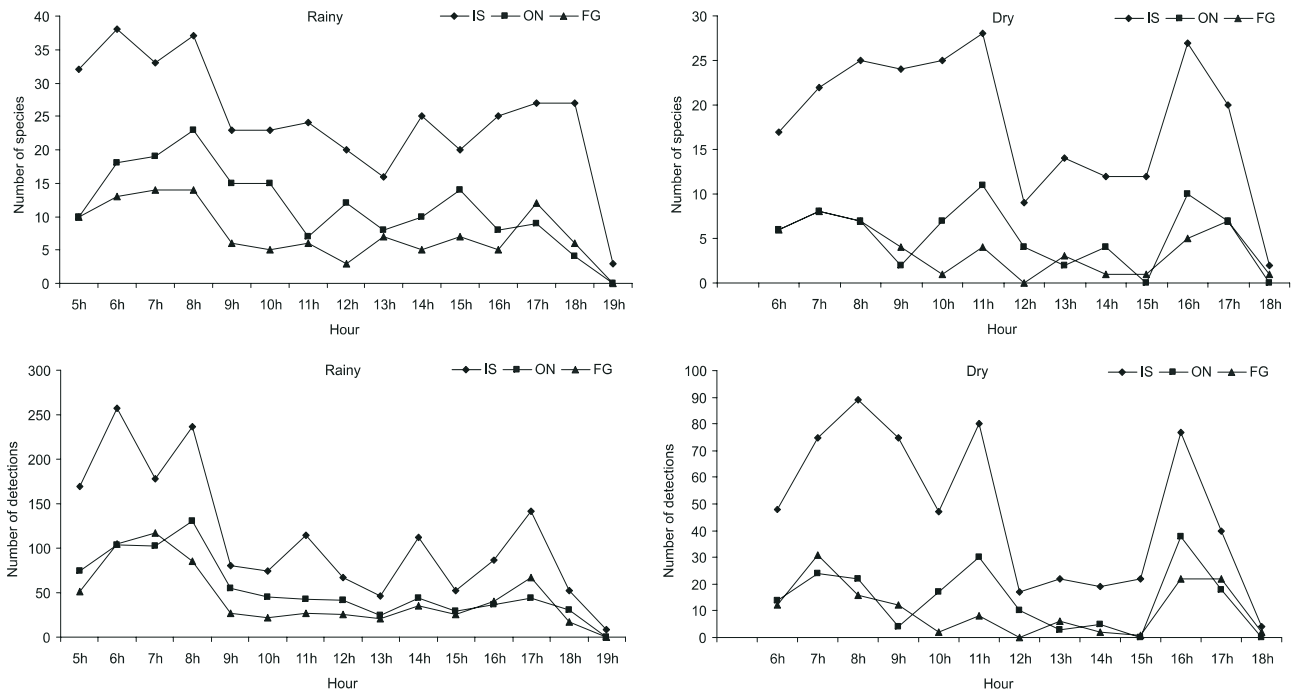 Rainy
IS ON FG
Number of species
40
35
30
25
20
15
10
5
0
5h 6h 7h 8h 9h 10h 11h 12h 13h 14h 15h 16h 17h 18h 19h
Hour
Dry
IS ON FG
Number of species
30
25
20
15
10
5
0
6h 7h 8h 9h 10h 11h 12h 13h 14h 15h 16h 17h 18h
Hour
Rainy
IS ON FG
Number of detections
300
250
200
150
100
50
0
5h 6h 7h 8h 9h 10h 11h 12h 13h 14h 15h 16h 17h 18h 19h
Hour
Dry
IS ON FG
Number of detections
100
90
80
70
60
50
40
30
20
10
0
6h 7h 8h 9h 10h 11h 12h 13h 14h 15h 16h 17h 18h
Hour